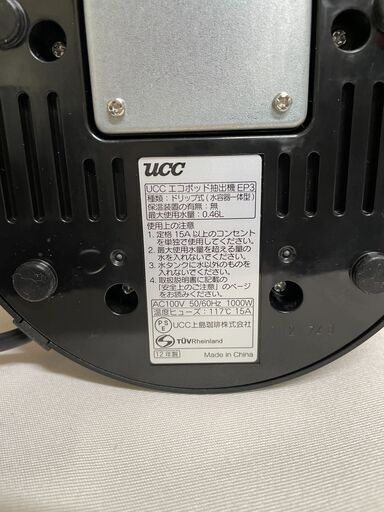 UCC
UCC エコポッド抽出機 EP3
種類：ドリップ式(水容器一体型)
保温装置の有無：無
最大使用水量：0.46L
使用上の注意
1. 定格 15A 以上のコンセント
を単独で使用してください。
2. 最大使用水量を超える量の
水を入れないでください。
3. 水タンクに水以外のものを
入れないでください。
4. 取扱説明書に記載の
「安全上のご注意」のページ
をお読みください。
AC100V 50/60Hz 1000W
温度ヒューズ：117℃ 15A
PSE
UCC上島珈琲株式会社
TÜVRheinland
12年製
Made in China